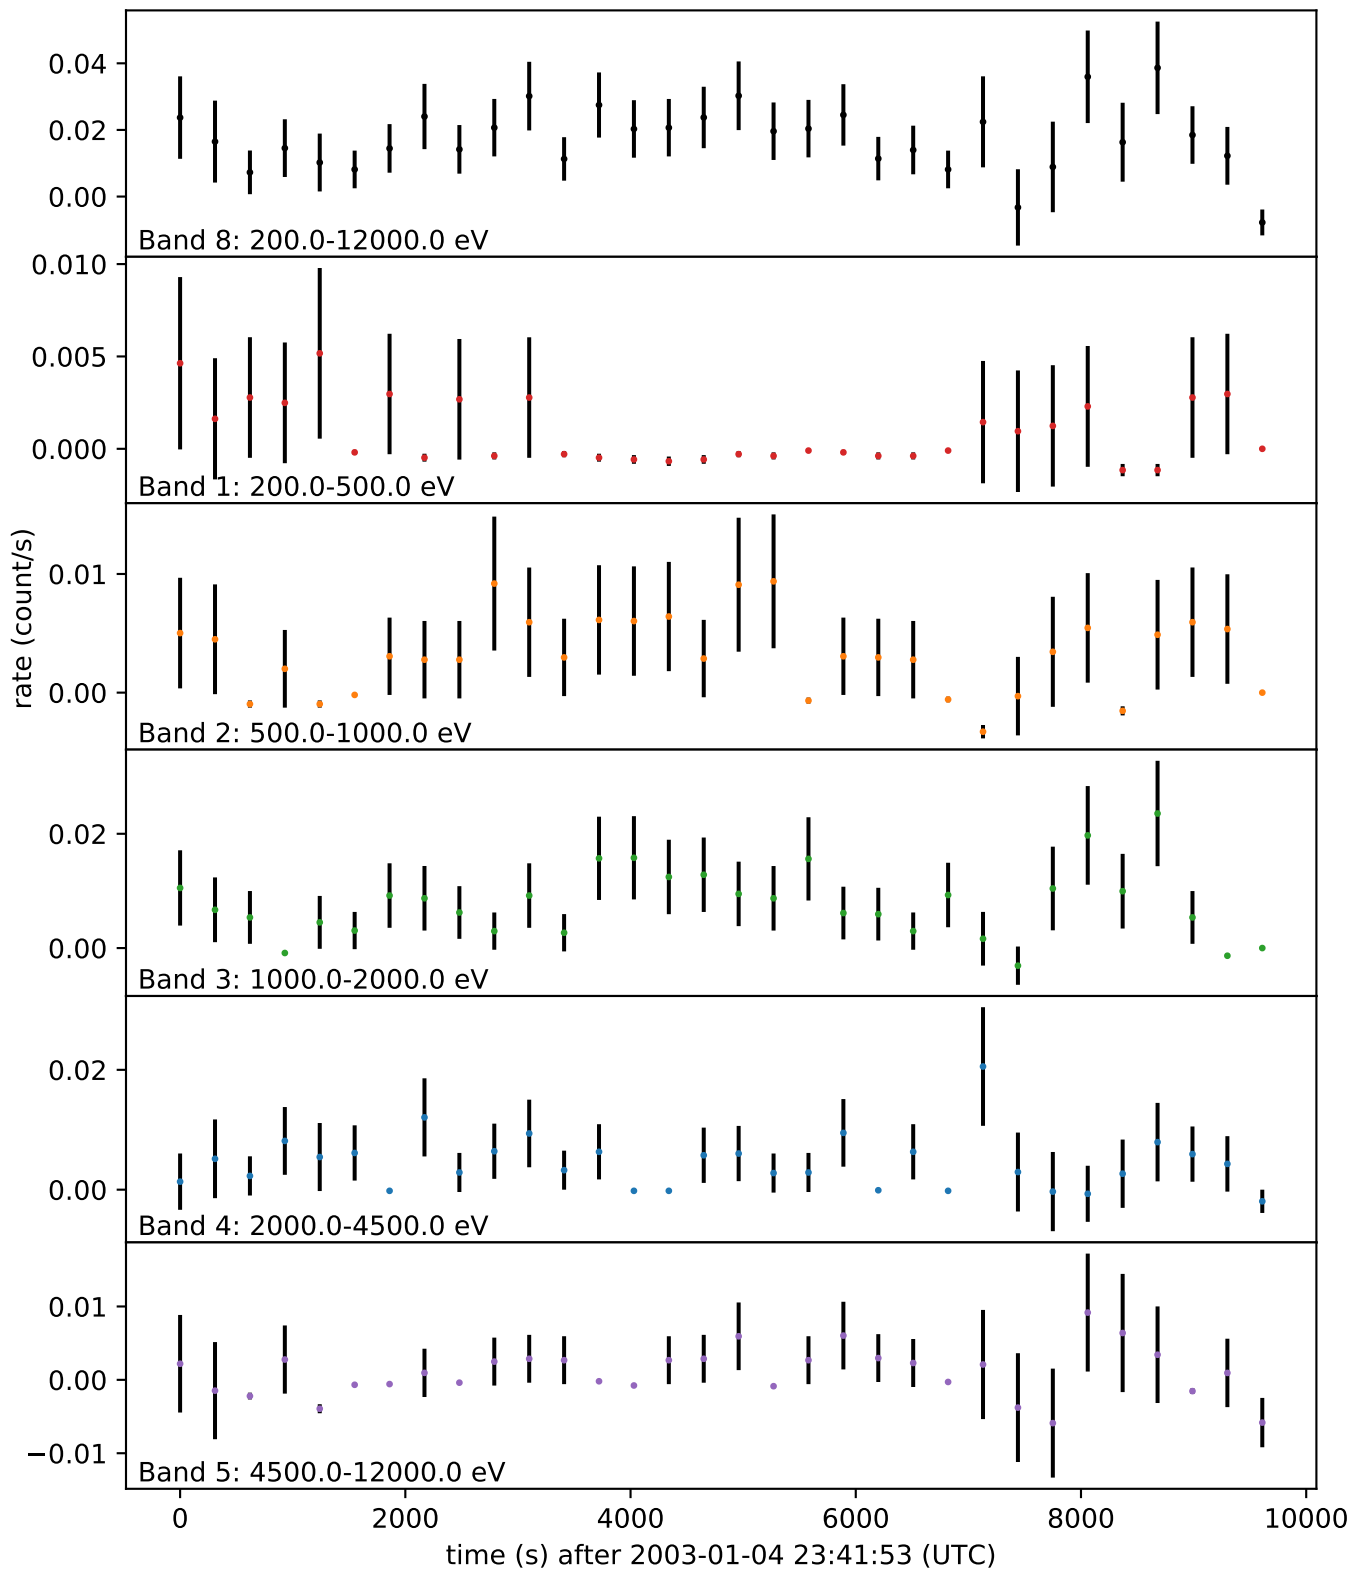 0.04
0.02
0.00
Band 8: 200.0-12000.0 eV
0.010
0.005
0.000
Band 1: 200.0-500.0 eV
0.01
0.00
Band 2: 500.0-1000.0 eV
rate (count/s)
0.02
0.00
Band 3: 1000.0-2000.0 eV
0.02
0.00
Band 4: 2000.0-4500.0 eV
0.01
0.00
−0.01
Band 5: 4500.0-12000.0 eV
0 2000 4000 6000 8000 10000
time (s) after 2003-01-04 23:41:53 (UTC)